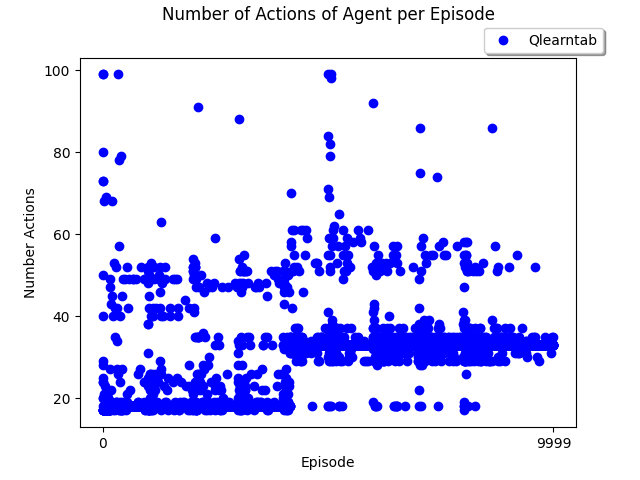 Number of Actions of Agent per Episode
Qlearntab
100
80
60
40
20
Number Actions
0
9999
Episode